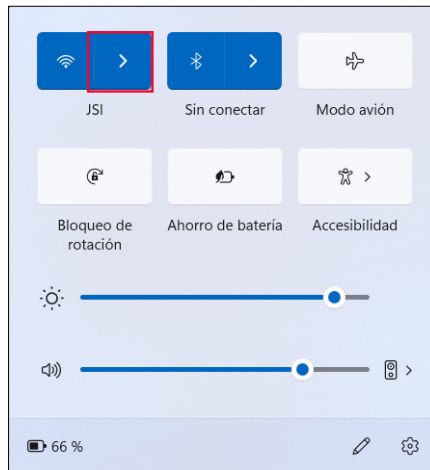 JSI
Sin conectar
Modo avión
Bloqueo de
rotación
Ahorro de batería
Accesibilidad
66 %